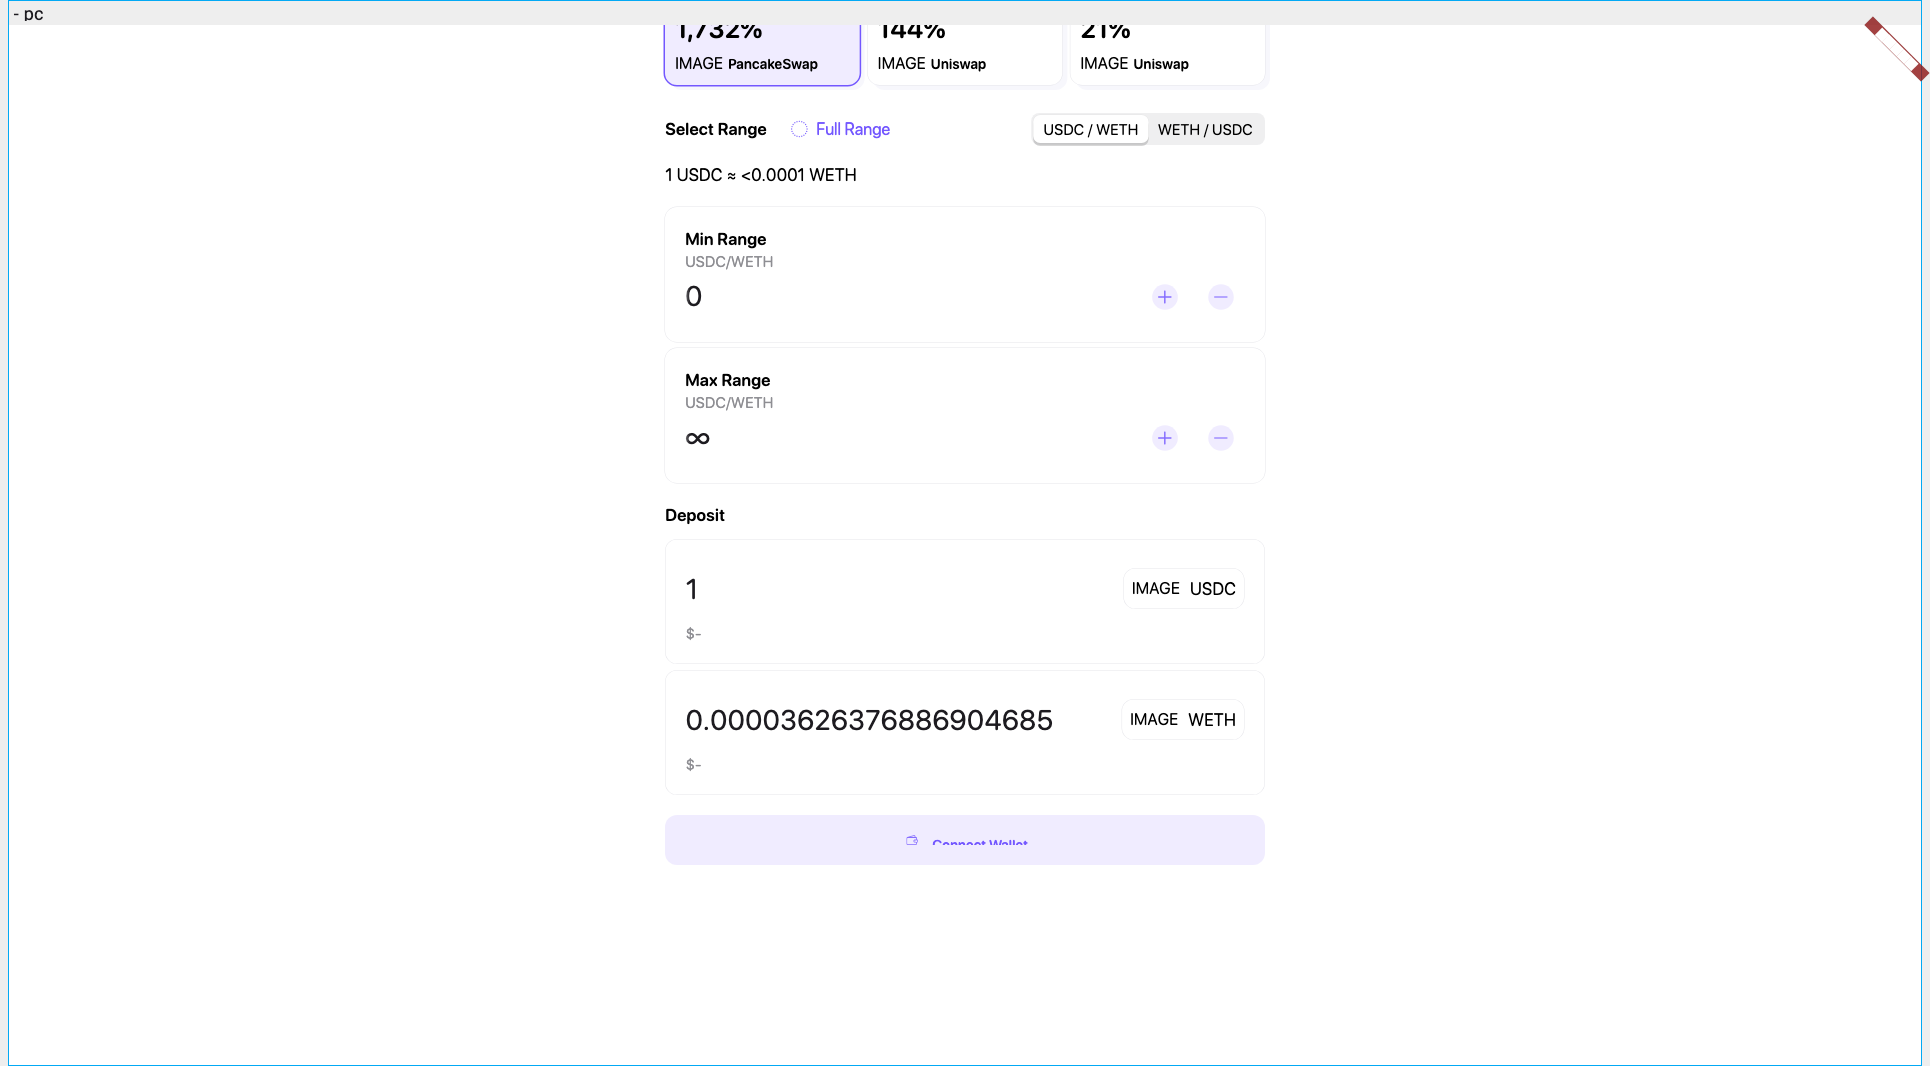 - pc
1,732% 144% 21%
IMAGE PancakeSwap IMAGE Uniswap IMAGE Uniswap
Select Range Full Range USDC / WETH WETH / USDC
1 USDC ≈ <0.0001 WETH
Min Range
USDC/WETH
0
Max Range
USDC/WETH
∞
Deposit
1 IMAGE USDC
$-
0.00003626376886904685 IMAGE WETH
$-
Connect Wallet